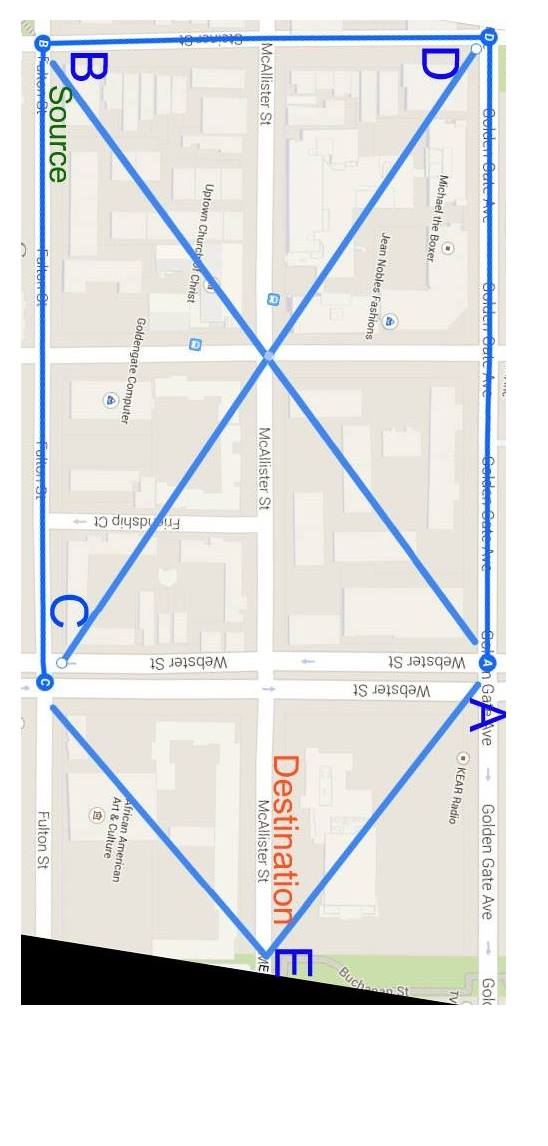 D
B
Steiner St
B
D
Fulton St
Source
McAllister St
Golden Gate Ave
Michael the Boxer
Uptown Church of Christ
Jean Nobles Fashions
Fulton St
Golden Gate Ave
Goldengate Computer
McAllister St
Fulton St
Golden Gate Ave
Friendship Ct
C
Webster St
Webster St
A
C
Webster St
A
Golden Gate Ave
KEAR Radio
Destination
African American
Art & Culture
McAllister St
Fulton St
Golden Gate Ave
E
Buchanan St